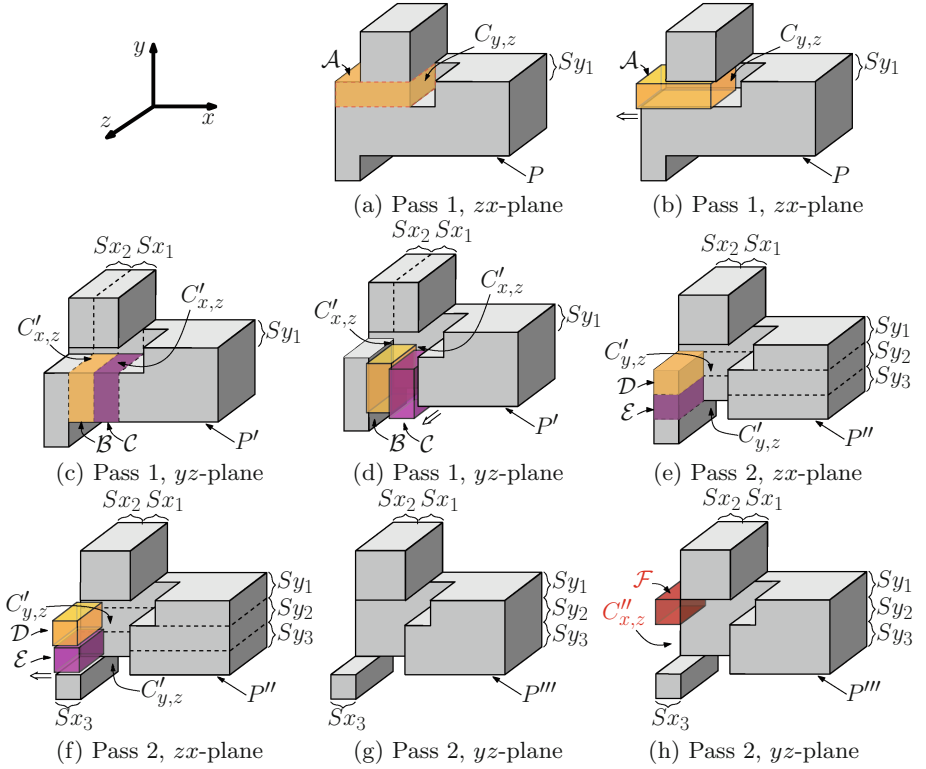 y
z
x
𝒜
C_{y,z}
Sy_1
P
(a) Pass 1, zx-plane
𝒜
C_{y,z}
Sy_1
P
(b) Pass 1, zx-plane
Sx_2 Sx_1
C'_{x,z}
C'_{x,z}
Sy_1
ℬ 𝒞
P'
(c) Pass 1, yz-plane
Sx_2 Sx_1
C'_{x,z}
C'_{x,z}
Sy_1
ℬ 𝒞
P'
(d) Pass 1, yz-plane
Sx_2 Sx_1
C'_{y,z}
𝒟
ℰ
Sy_1
Sy_2
Sy_3
C'_{y,z}
P''
(e) Pass 2, zx-plane
Sx_2 Sx_1
C'_{y,z}
𝒟
ℰ
Sy_1
Sy_2
Sy_3
C'_{y,z}
P''
Sx_3
(f) Pass 2, zx-plane
Sx_2 Sx_1
Sy_1
Sy_2
Sy_3
P'''
Sx_3
(g) Pass 2, yz-plane
Sx_2 Sx_1
ℱ
C''_{x,z}
Sy_1
Sy_2
Sy_3
P'''
Sx_3
(h) Pass 2, yz-plane